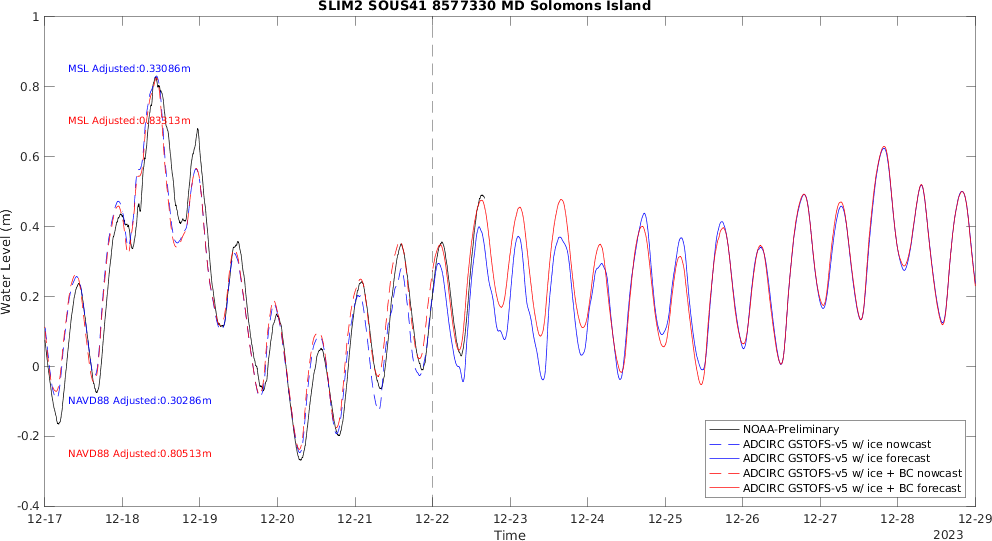 SLIM2 SOUS41 8577330 MD Solomons Island
1
0.8
0.6
0.4
0.2
0
-0.2
-0.4
Water Level (m)
MSL Adjusted:0.33086m
MSL Adjusted:0.83313m
NAVD88 Adjusted:0.30286m
NAVD88 Adjusted:0.80513m
NOAA-Preliminary
ADCIRC GSTOFS-v5 w/ ice nowcast
ADCIRC GSTOFS-v5 w/ ice forecast
ADCIRC GSTOFS-v5 w/ ice + BC nowcast
ADCIRC GSTOFS-v5 w/ ice + BC forecast
12-17 12-18 12-19 12-20 12-21 12-22 12-23 12-24 12-25 12-26 12-27 12-28 12-29
Time
2023